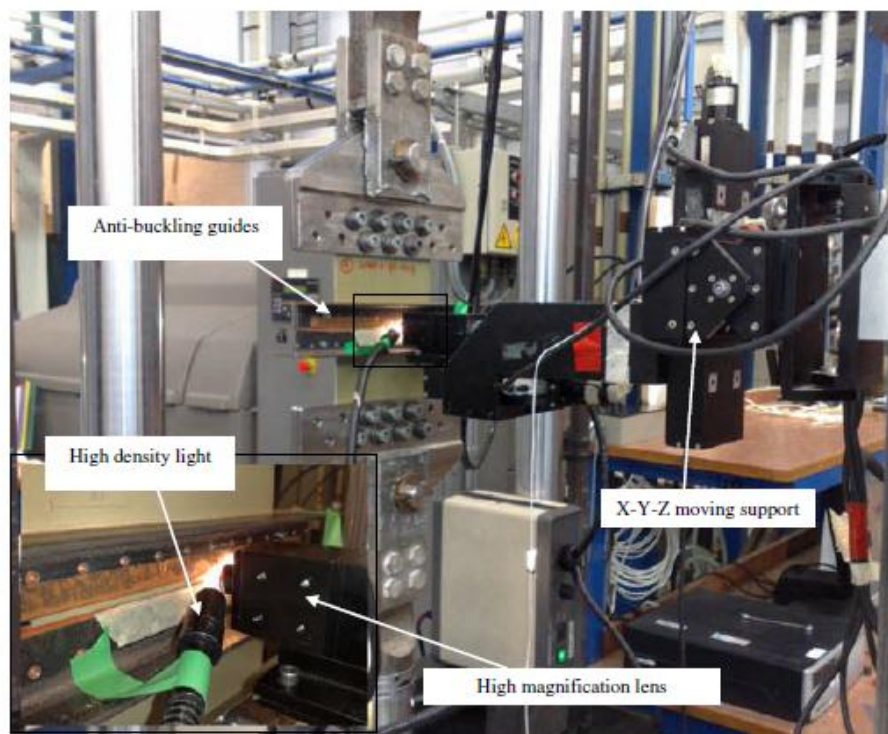 Anti-buckling guides
High density light
X-Y-Z moving support
High magnification lens